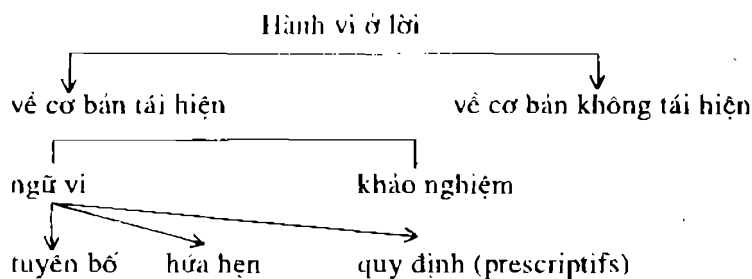 Hành vi ở lời
về cơ bản tái hiện về cơ bản không tái hiện
ngữ vi khảo nghiệm
tuyên bố hứa hẹn quy định (prescriptifs)